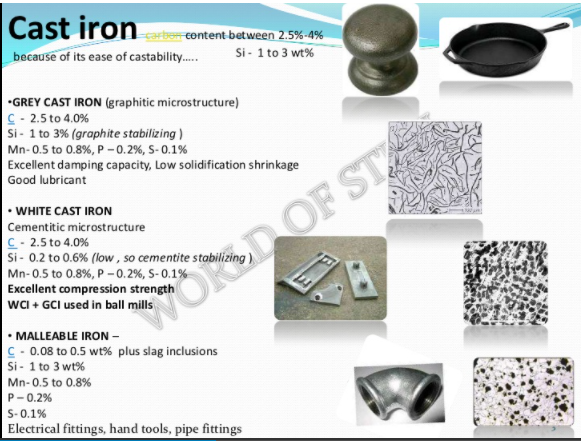 Cast iron carbon content between 2.5%-4%
because of its ease of castability…..
Si - 1 to 3 wt%
•GREY CAST IRON (graphitic microstructure)
C - 2.5 to 4.0%
Si - 1 to 3% (graphite stabilizing )
Mn- 0.5 to 0.8%, P – 0.2%, S- 0.1%
Excellent damping capacity, Low solidification shrinkage
Good lubricant
• WHITE CAST IRON
Cementitic microstructure
C - 2.5 to 4.0%
Si - 0.2 to 0.6% (low , so cementite stabilizing )
Mn- 0.5 to 0.8%, P – 0.2%, S- 0.1%
Excellent compression strength
WCI + GCI used in ball mills
• MALLEABLE IRON –
C - 0.08 to 0.5 wt% plus slag inclusions
Si - 1 to 3 wt%
Mn- 0.5 to 0.8%
P – 0.2%
S- 0.1%
Electrical fittings, hand tools, pipe fittings
WORLD OF ST